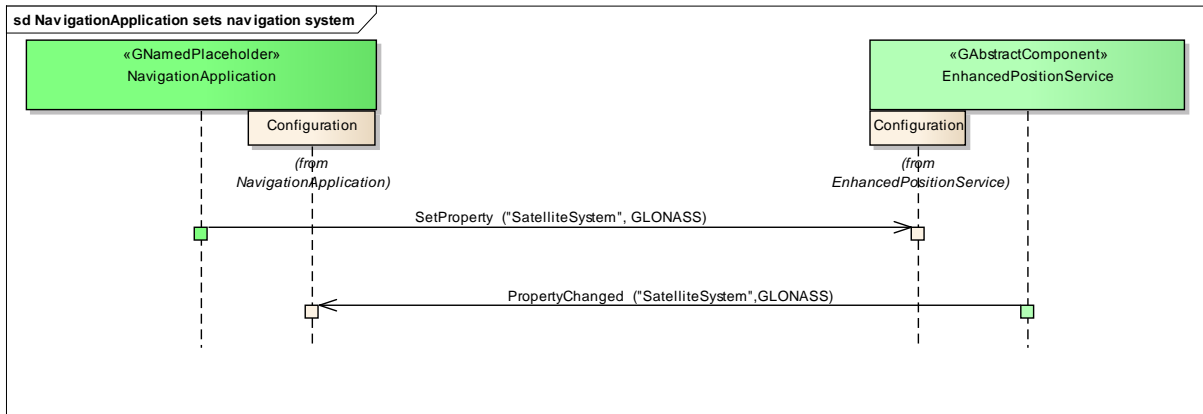 sd NavigationApplication sets navigation system
«GNamedPlaceholder»
NavigationApplication
«GAbstractComponent»
EnhancedPositionService
Configuration
Configuration
(from
NavigationApplication)
(from
EnhancedPositionService)
SetProperty ("SatelliteSystem", GLONASS)
PropertyChanged ("SatelliteSystem",GLONASS)